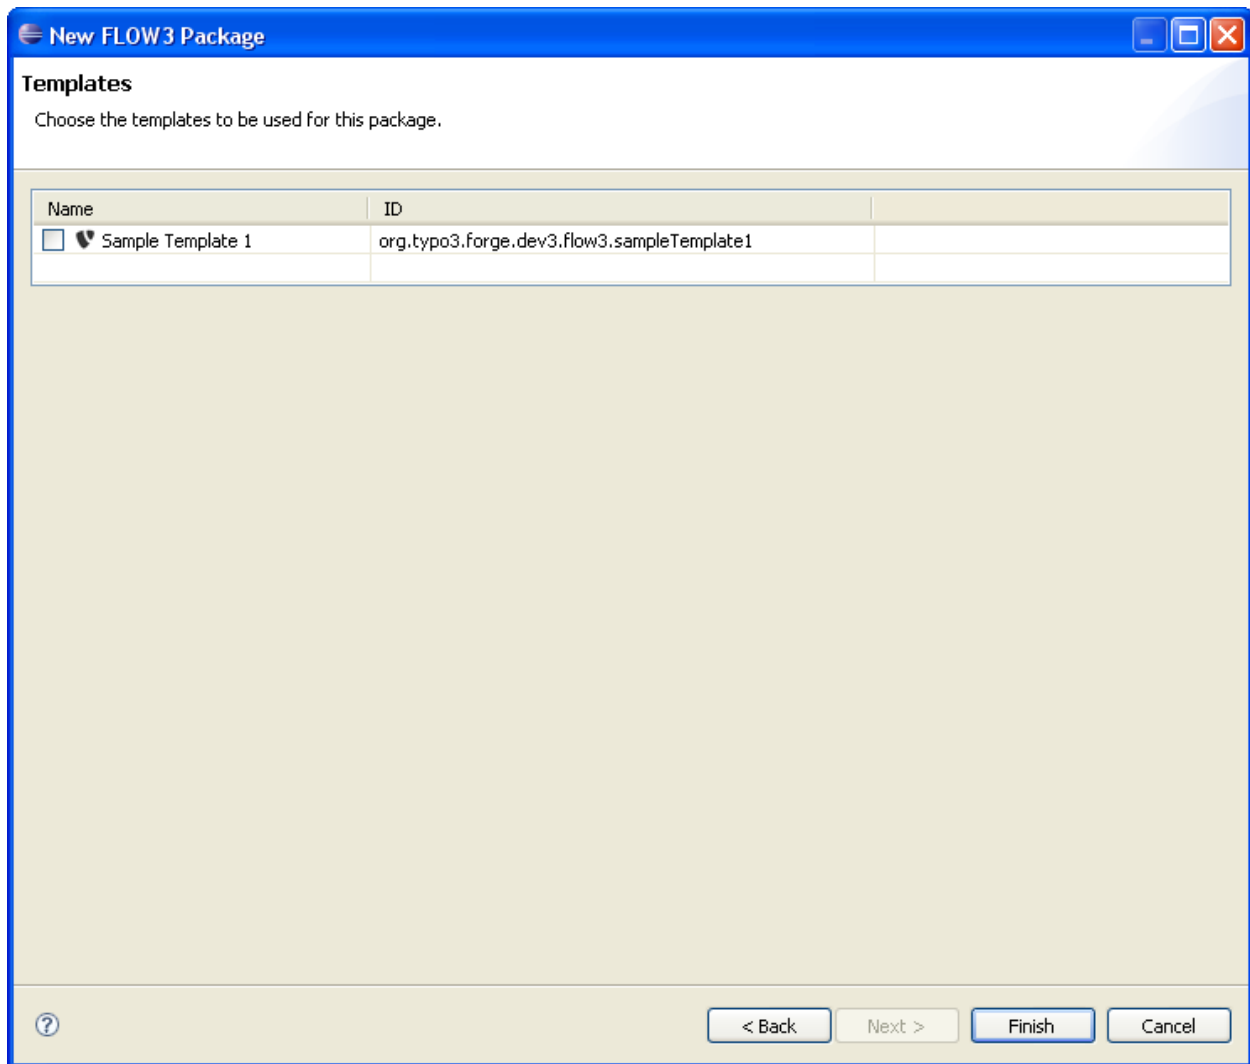 New FLOW3 Package
Templates
Choose the templates to be used for this package.
Name ID
Sample Template 1 org.typo3.forge.dev3.flow3.sampleTemplate1
?
< Back Next > Finish Cancel